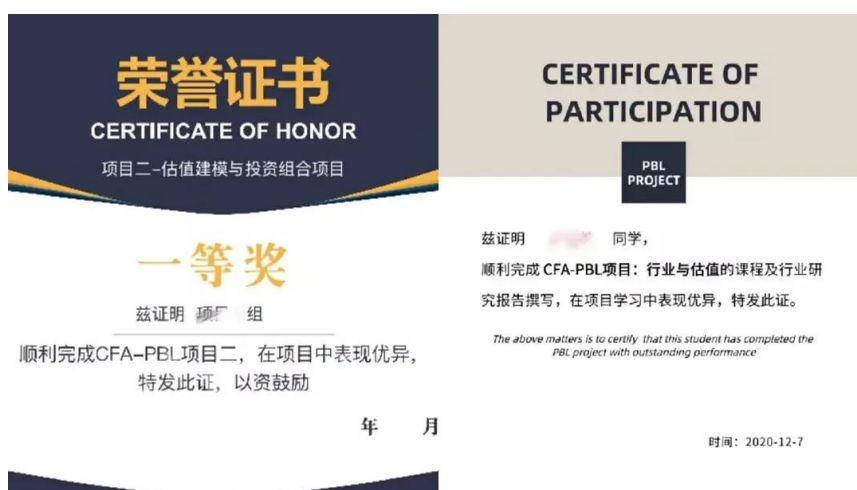 荣誉证书
CERTIFICATE OF HONOR
项目二-估值建模与投资组合项目
一等奖
兹证明 项目 组
顺利完成CFA-PBL项目二，在项目中表现优异，
特发此证，以资鼓励
年 月
CERTIFICATE OF
PARTICIPATION
PBL
PROJECT
兹证明 同学，
顺利完成 CFA-PBL项目：行业与估值的课程及行业研
究报告撰写，在项目学习中表现优异，特发此证。
The above matters is to certify that this student has completed the
PBL project with outstanding performance
时间：2020-12-7